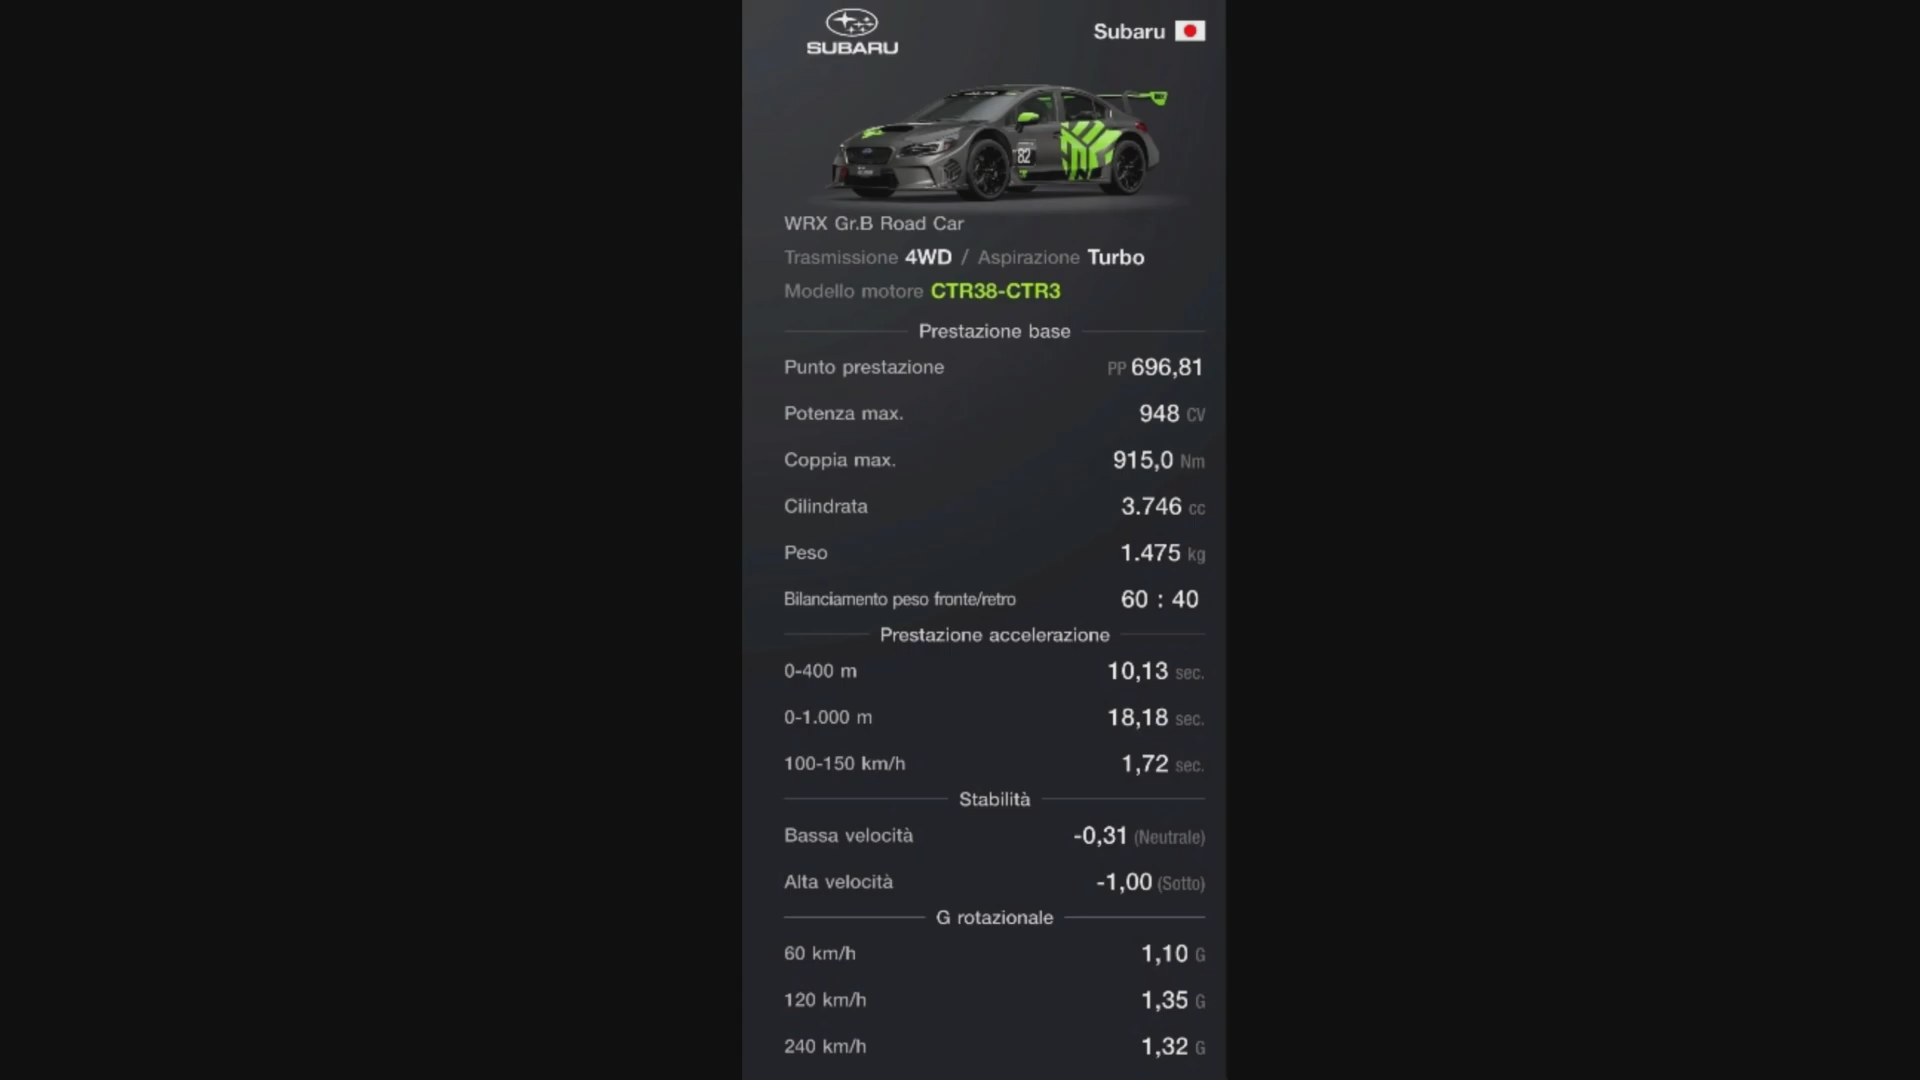 SUBARU
Subaru
82
WRX Gr.B Road Car
Trasmissione 4WD / Aspirazione Turbo
Modello motore CTR38-CTR3
Prestazione base
Punto prestazione PP 696,81
Potenza max. 948 CV
Coppia max. 915,0 Nm
Cilindrata 3.746 cc
Peso 1.475 kg
Bilanciamento peso fronte/retro 60 : 40
Prestazione accelerazione
0-400 m 10,13 sec.
0-1.000 m 18,18 sec.
100-150 km/h 1,72 sec.
Stabilità
Bassa velocità -0,31 (Neutrale)
Alta velocità -1,00 (Sotto)
G rotazionale
60 km/h 1,10 G
120 km/h 1,35 G
240 km/h 1,32 G